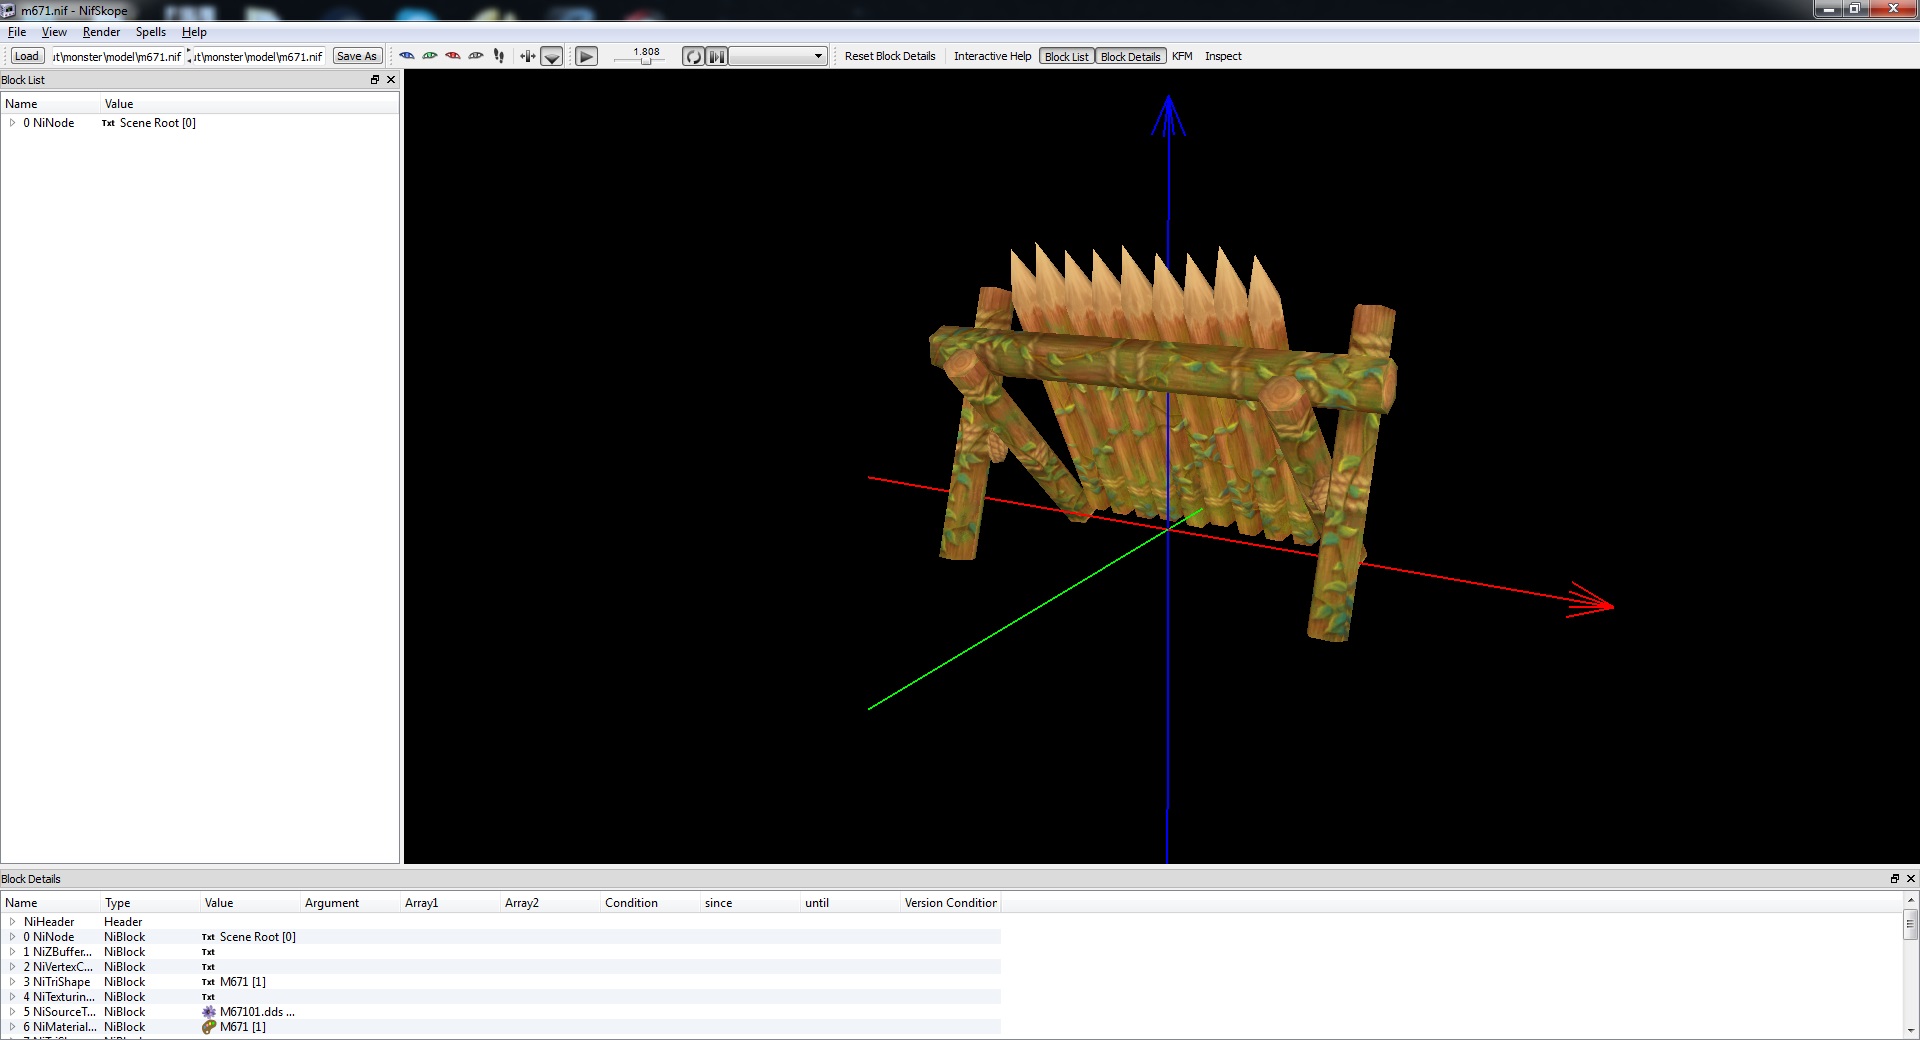 m671.nif - NifSkope
File View Render Spells Help
Load ut\monster\model\m671.nif ut\monster\model\m671.nif Save As 1.808 Reset Block Details Interactive Help Block List Block Details KFM Inspect
Block List
Name Value
0 NiNode Txt Scene Root [0]
Block Details
Name Type Value Argument Array1 Array2 Condition since until Version Condition
NiHeader Header
0 NiNode NiBlock Txt Scene Root [0]
1 NiZBuffer... NiBlock Txt
2 NiVertexC... NiBlock Txt
3 NiTriShape NiBlock Txt M671 [1]
4 NiTexturin... NiBlock Txt
5 NiSourceT... NiBlock M67101.dds ...
6 NiMaterial... NiBlock M671 [1]